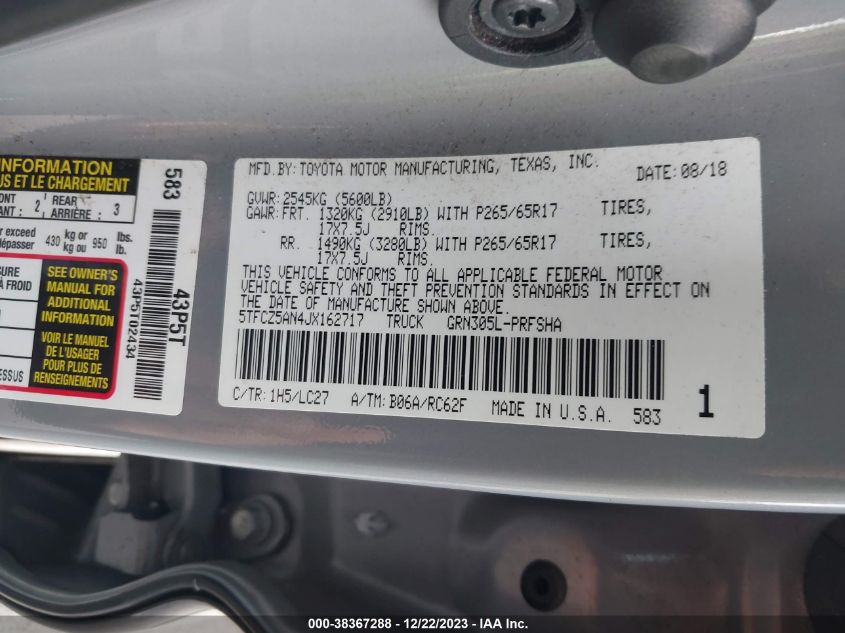 INFORMATION
US ET LE CHARGEMENT
ONT
ANT : 2
REAR
ARRIÈRE : 3
er exceed
dépasser
430 kg or
kg ou 950 lbs.
lb.
SURE
À FROID
SEE OWNER'S
MANUAL FOR
ADDITIONAL
INFORMATION
VOIR LE MANUEL
DE L'USAGER
POUR PLUS DE
RENSEIGNEMENTS
ESSUS
583
43P5T
43P5T02434
MFD.BY:TOYOTA MOTOR MANUFACTURING, TEXAS, INC. DATE:08/18
GVWR:2545KG (5600LB)
GAWR:FRT. 1320KG (2910LB) WITH P265/65R17 TIRES,
17X7.5J RIMS.
RR. 1490KG (3280LB) WITH P265/65R17 TIRES,
17X7.5J RIMS.
THIS VEHICLE CONFORMS TO ALL APPLICABLE FEDERAL MOTOR
VEHICLE SAFETY AND THEFT PREVENTION STANDARDS IN EFFECT ON
THE DATE OF MANUFACTURE SHOWN ABOVE.
5TFCZ5AN4JX162717 TRUCK GRN305L-PRFSHA
C/TR:1H5/LC27 A/TM:B06A/RC62F MADE IN U.S.A. 583 1
000-38367288 - 12/22/2023 - IAA Inc.